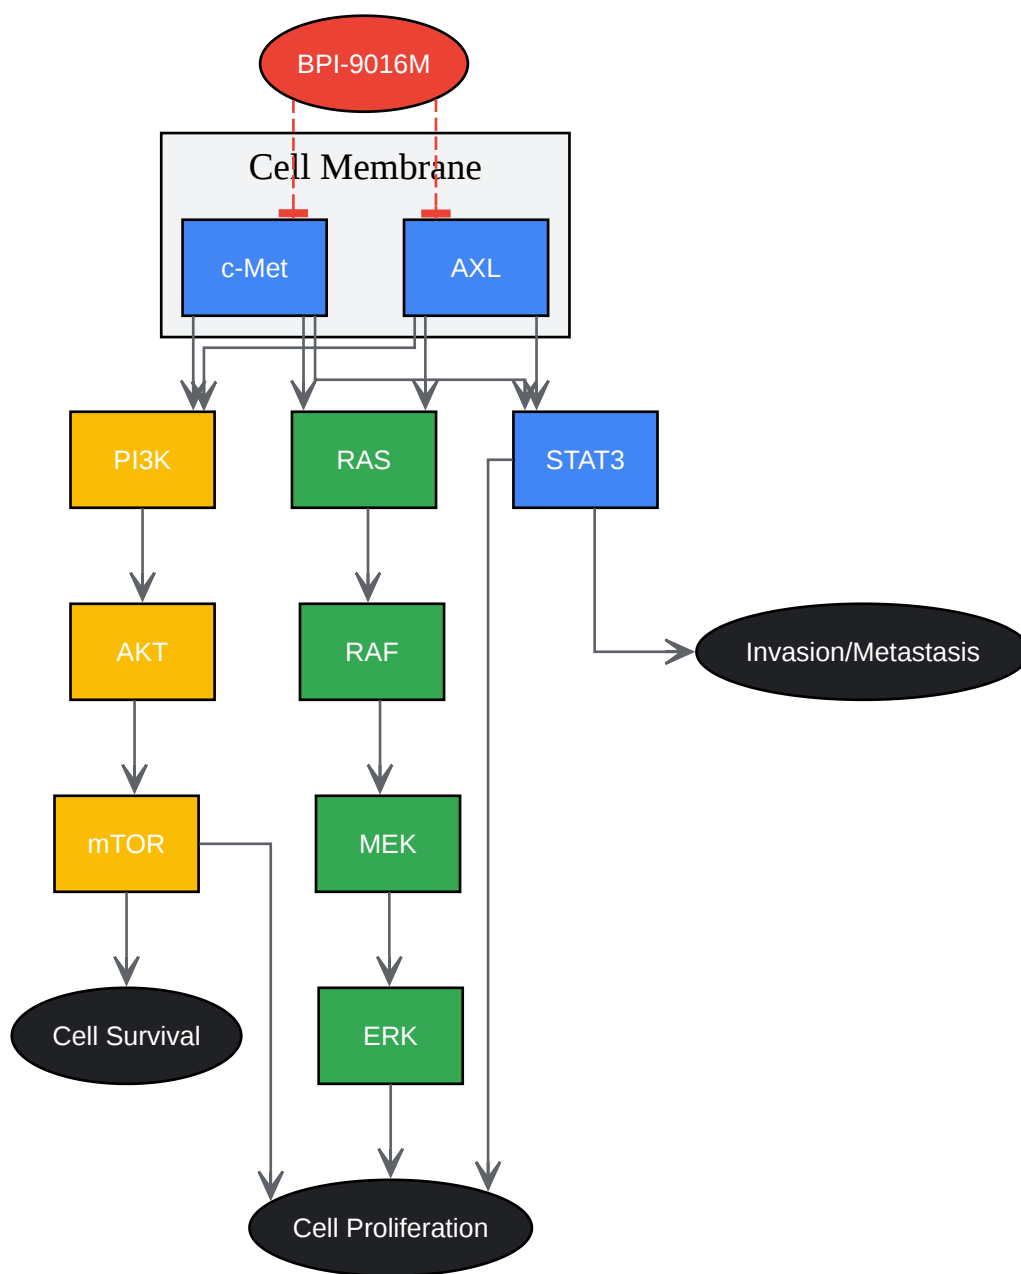 BPI-9016M
Cell Membrane
c-Met
AXL
PI3K
RAS
STAT3
AKT
RAF
Invasion/Metastasis
mTOR
MEK
Cell Survival
ERK
Cell Proliferation